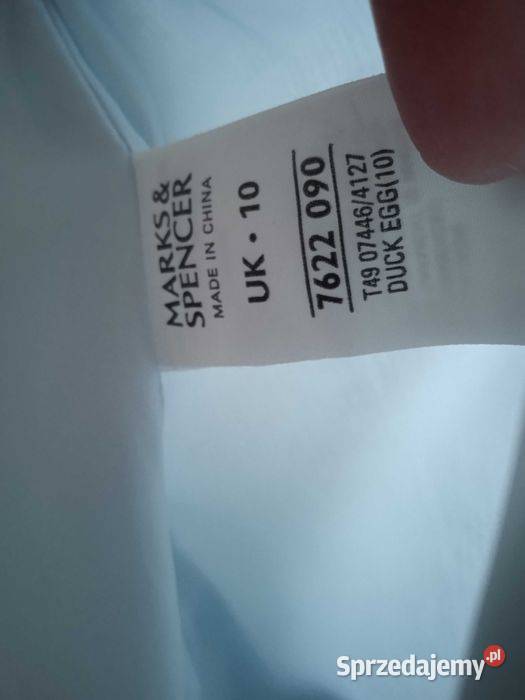 MARKS &
SPENCER
MADE IN CHINA
UK • 10
7622 090
T49 07446/4127
DUCK EGG(10)
Sprzedajemy.pl